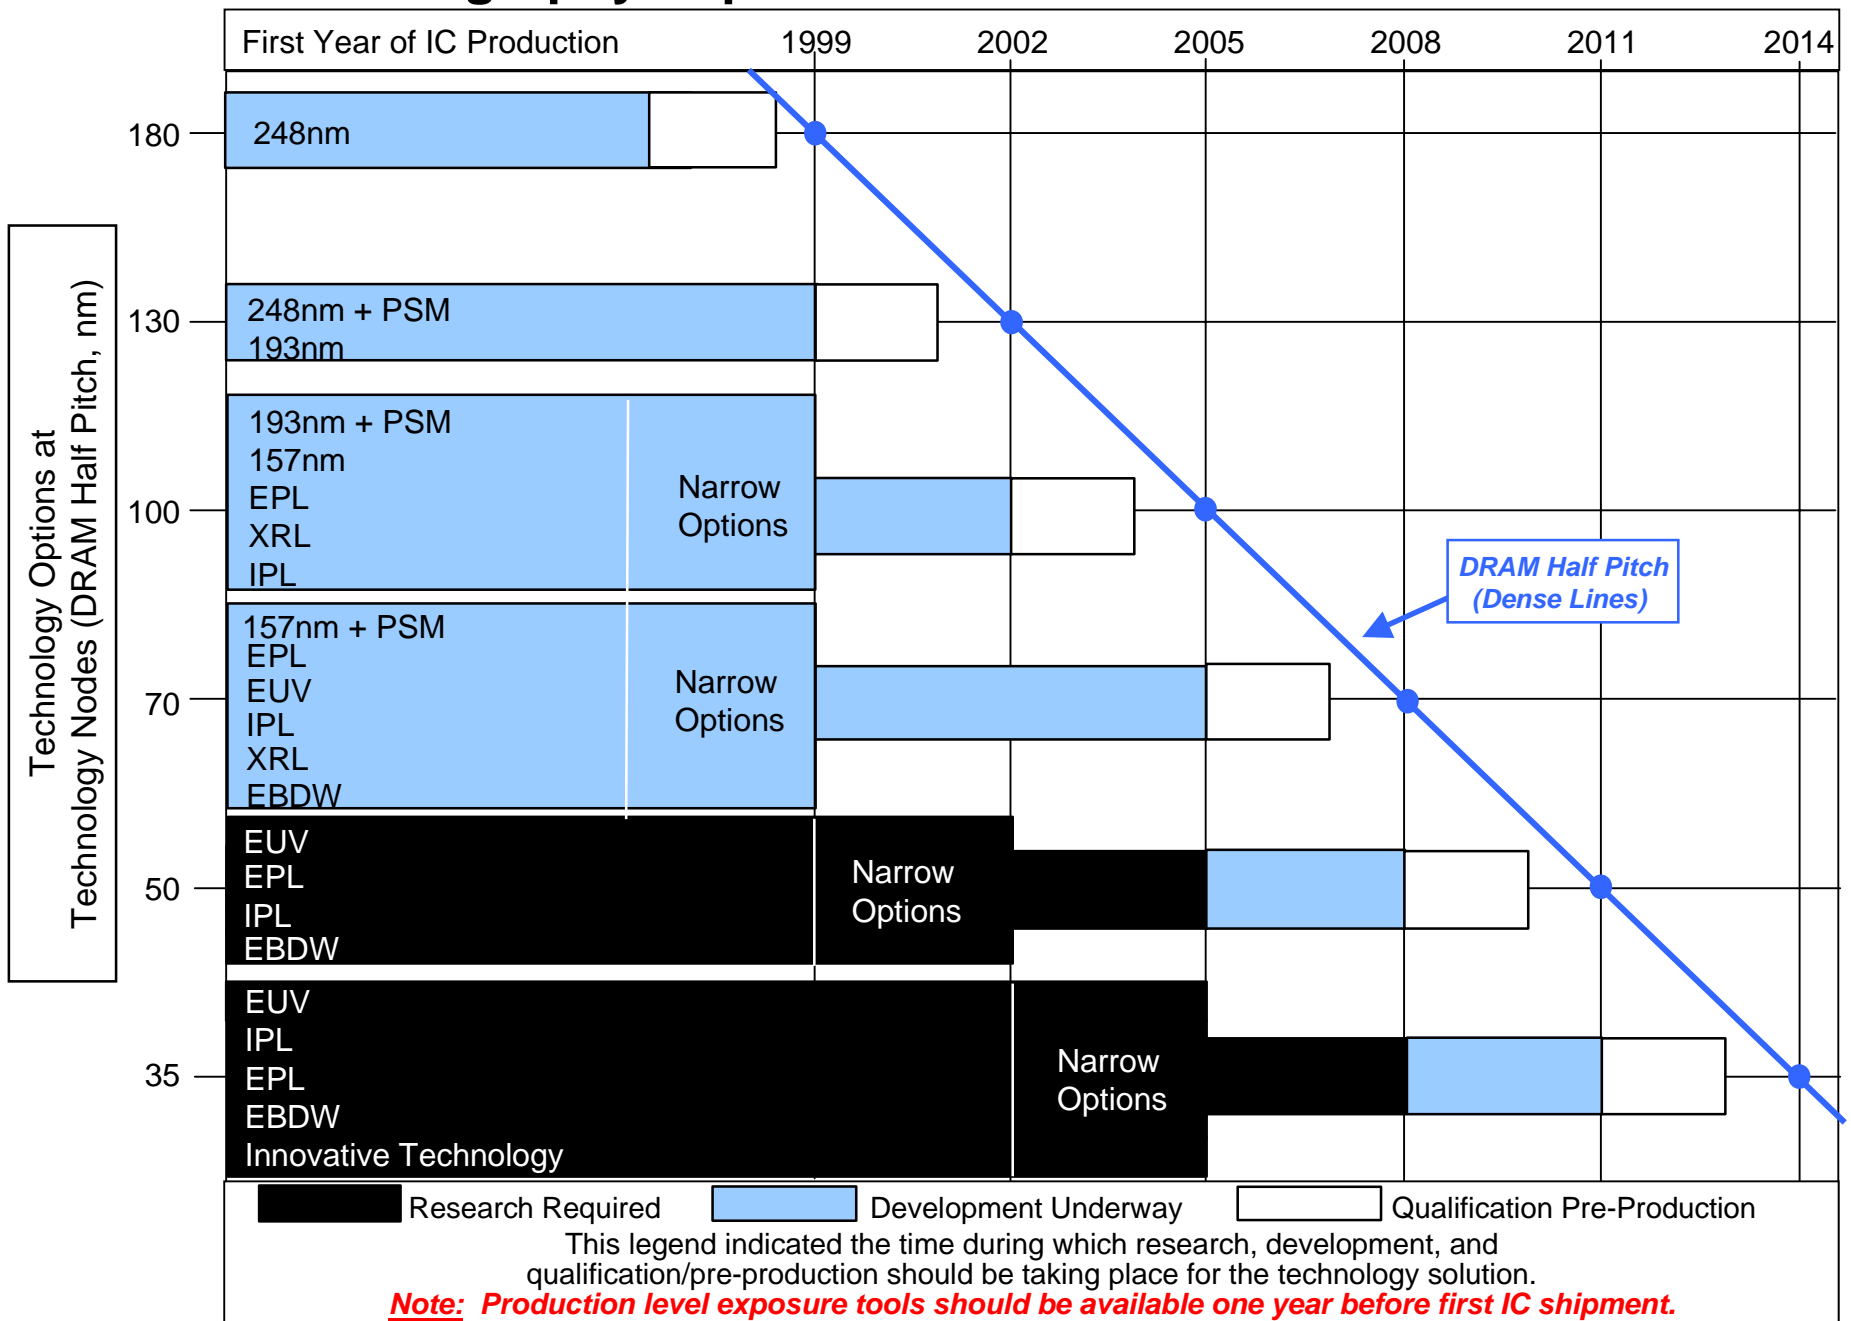 First Year of IC Production 1999 2002 2005 2008 2011 2014
Technology Options at
Technology Nodes (DRAM Half Pitch, nm)
180
248nm
130
248nm + PSM
193nm
100
193nm + PSM
157nm
EPL
XRL
IPL
Narrow
Options
DRAM Half Pitch
(Dense Lines)
70
157nm + PSM
EPL
EUV
IPL
XRL
EBDW
Narrow
Options
50
EUV
EPL
IPL
EBDW
Narrow
Options
35
EUV
IPL
EPL
EBDW
Innovative Technology
Narrow
Options
Research Required Development Underway Qualification Pre-Production
This legend indicated the time during which research, development, and
qualification/pre-production should be taking place for the technology solution.
Note: Production level exposure tools should be available one year before first IC shipment.